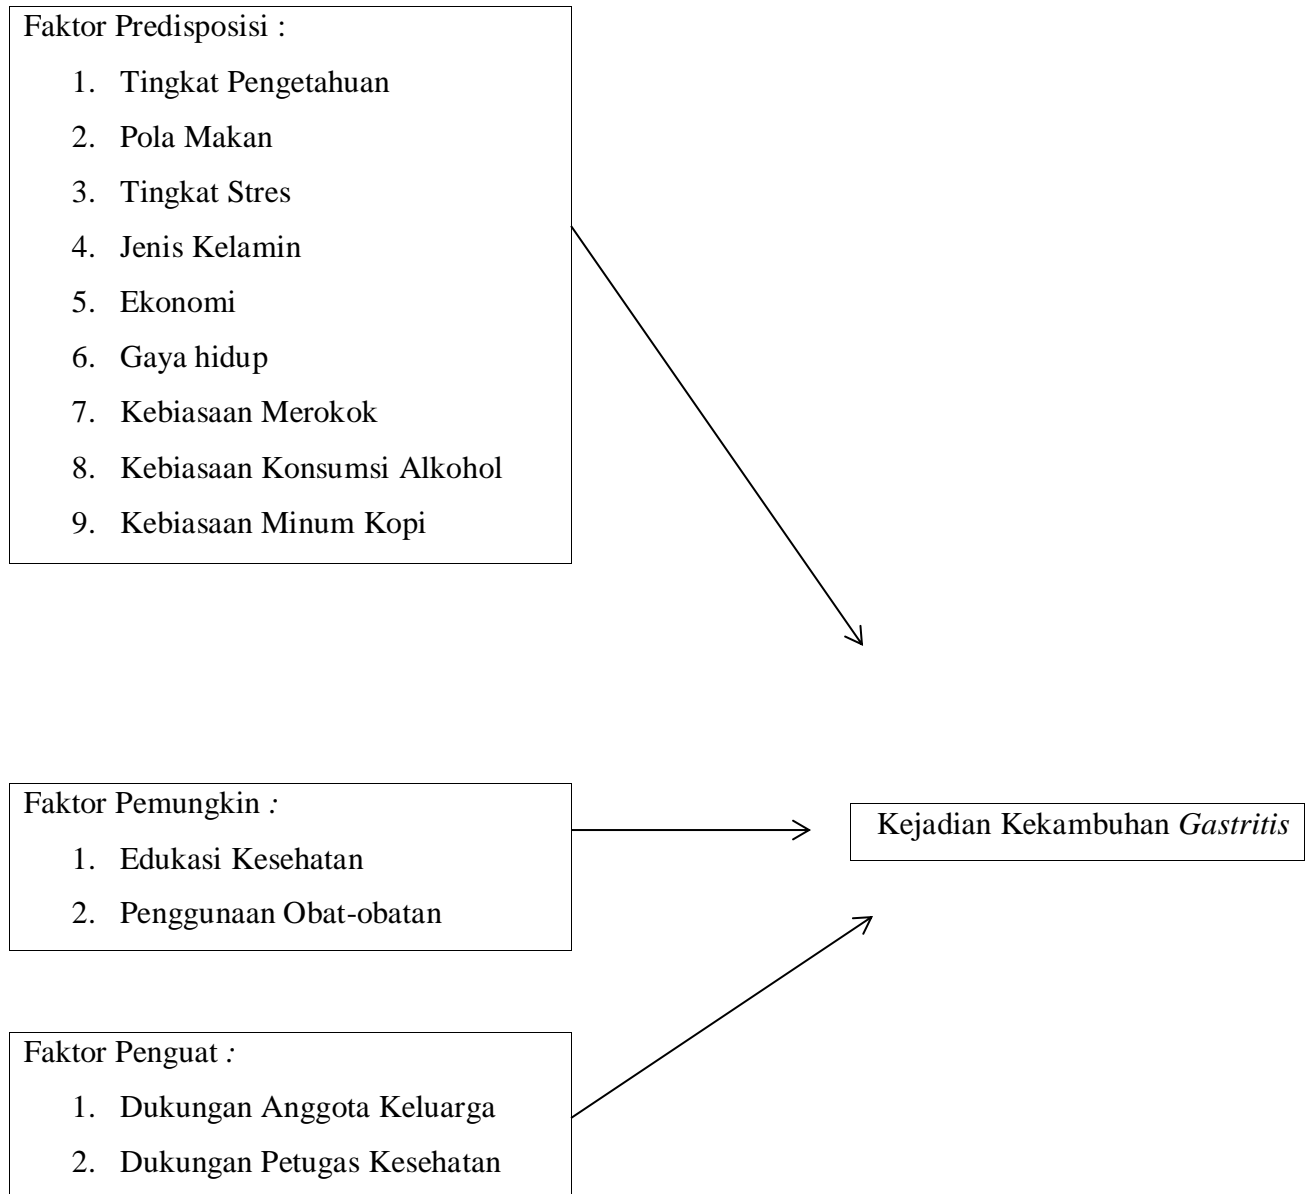 Faktor Predisposisi :
1. Tingkat Pengetahuan
2. Pola Makan
3. Tingkat Stres
4. Jenis Kelamin
5. Ekonomi
6. Gaya hidup
7. Kebiasaan Merokok
8. Kebiasaan Konsumsi Alkohol
9. Kebiasaan Minum Kopi
Faktor Pemungkin :
1. Edukasi Kesehatan
2. Penggunaan Obat-obatan
Kejadian Kekambuhan Gastritis
Faktor Penguat :
1. Dukungan Anggota Keluarga
2. Dukungan Petugas Kesehatan